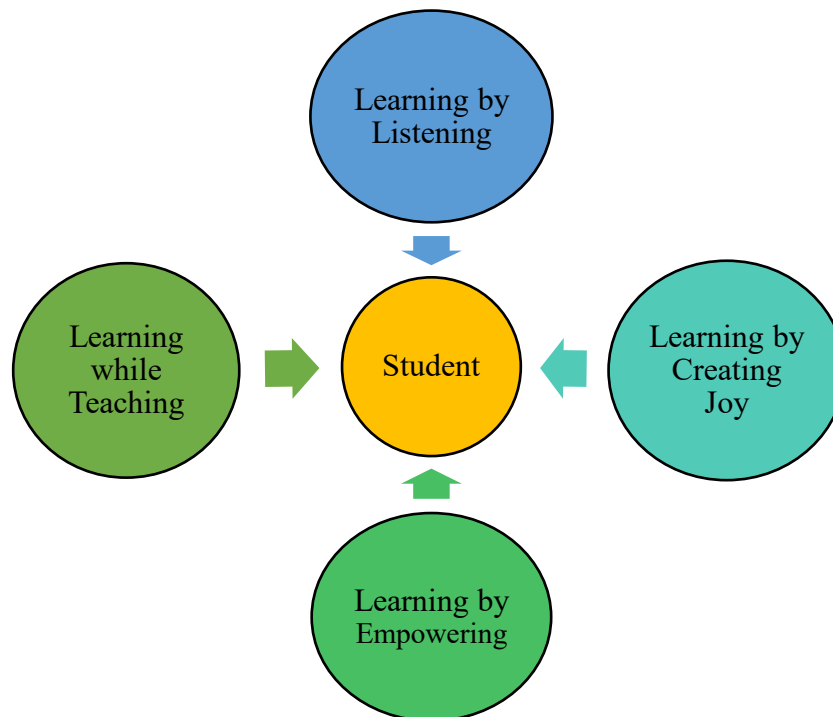 Learning by
Listening
Learning
while
Teaching
Student
Learning by
Creating
Joy
Learning by
Empowering